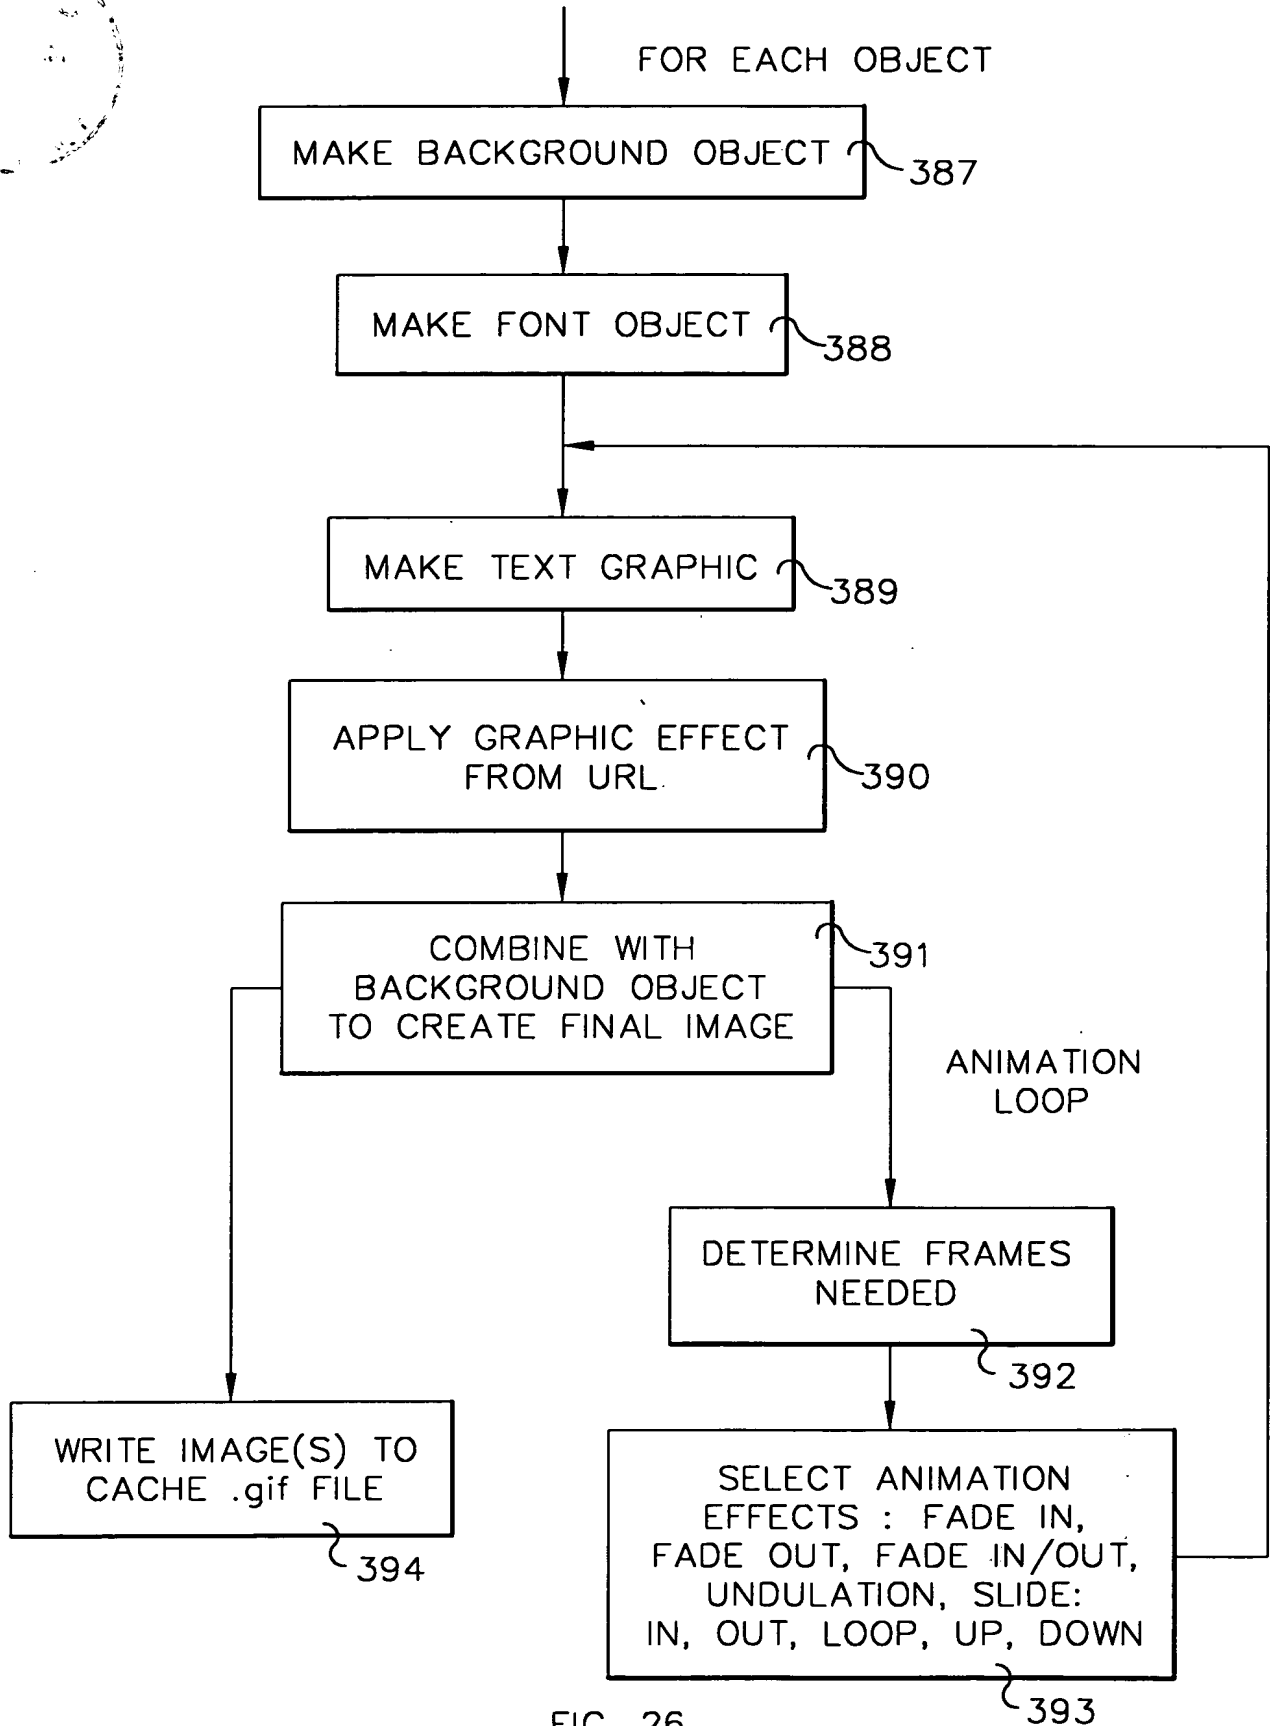 FOR EACH OBJECT
MAKE BACKGROUND OBJECT
387
MAKE FONT OBJECT
388
MAKE TEXT GRAPHIC
389
APPLY GRAPHIC EFFECT
FROM URL
390
COMBINE WITH
BACKGROUND OBJECT
TO CREATE FINAL IMAGE
391
ANIMATION
LOOP
DETERMINE FRAMES
NEEDED
392
WRITE IMAGE(S) TO
CACHE .gif FILE
394
SELECT ANIMATION
EFFECTS : FADE IN,
FADE OUT, FADE IN/OUT,
UNDULATION, SLIDE:
IN, OUT, LOOP, UP, DOWN
393
FIG. 26